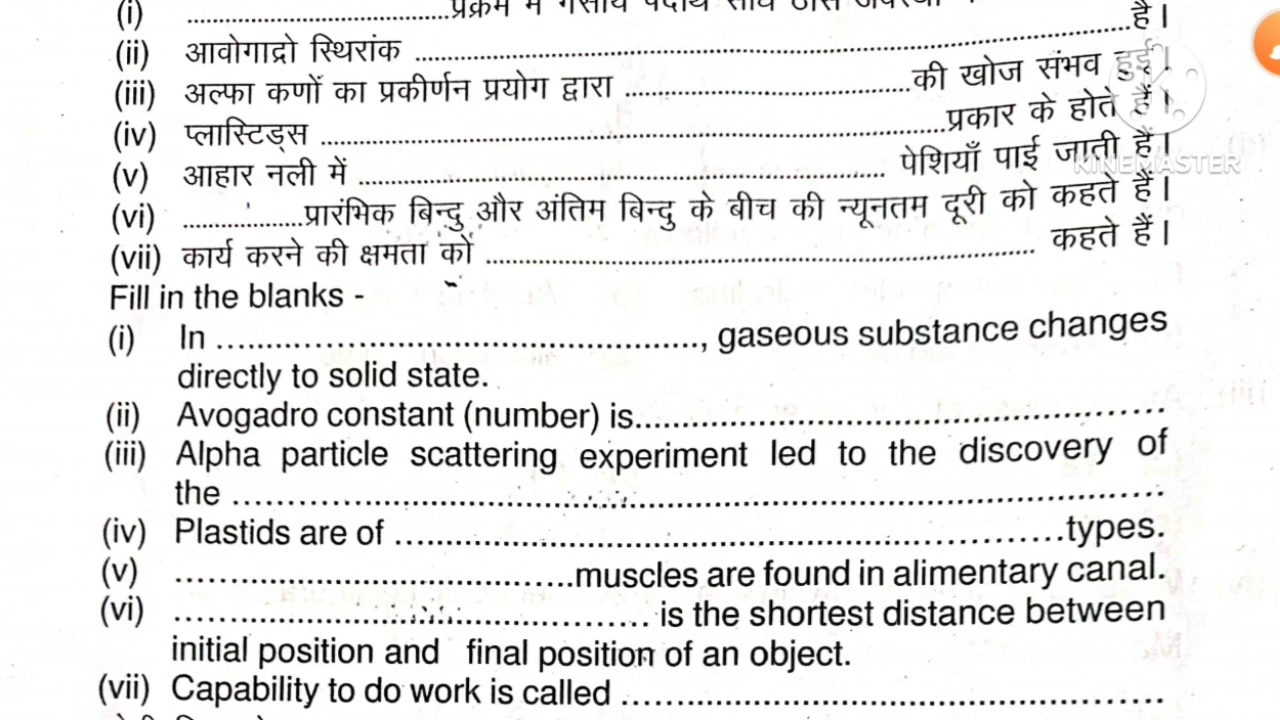 (i) ........................................प्रक्रम में गैसीय पदार्थ सीधे ठोस अवस्था
(ii) आवोगाद्रो स्थिरांक ........................................है।
(iii) अल्फा कणों का प्रकीर्णन प्रयोग द्वारा ........................................की खोज संभव हुई।
(iv) प्लास्टिड्स ........................................प्रकार के होते हैं।
(v) आहार नली में ........................................ पेशियाँ पाई जाती हैं।
KINEMASTER
(vi) ..................प्रारंभिक बिन्दु और अंतिम बिन्दु के बीच की न्यूनतम दूरी को कहते हैं।
(vii) कार्य करने की क्षमता को ........................................ कहते हैं।
Fill in the blanks -
(i) In ........................................, gaseous substance changes
directly to solid state.
(ii) Avogadro constant (number) is........................................
(iii) Alpha particle scattering experiment led to the discovery of
the ........................................
(iv) Plastids are of ........................................types.
(v) ........................................muscles are found in alimentary canal.
(vi) ........................................ is the shortest distance between
initial position and final position of an object.
(vii) Capability to do work is called ........................................